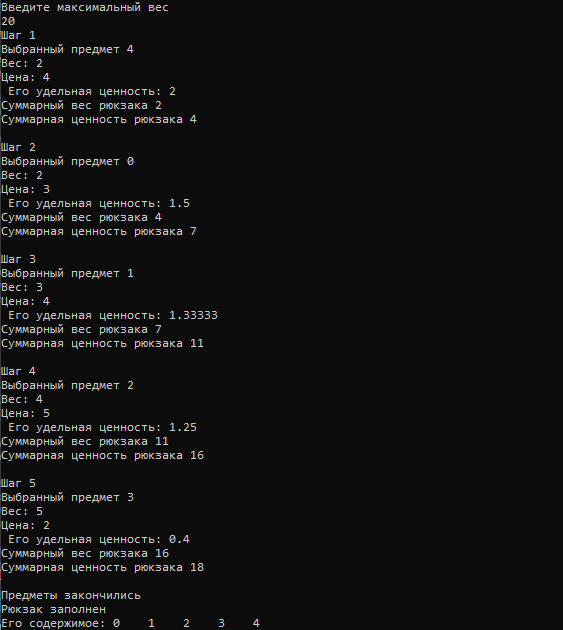 Введите максимальный вес
20
Шаг 1
Выбранный предмет 4
Вес: 2
Цена: 4
Его удельная ценность: 2
Суммарный вес рюкзака 2
Суммарная ценность рюкзака 4
Шаг 2
Выбранный предмет 0
Вес: 2
Цена: 3
Его удельная ценность: 1.5
Суммарный вес рюкзака 4
Суммарная ценность рюкзака 7
Шаг 3
Выбранный предмет 1
Вес: 3
Цена: 4
Его удельная ценность: 1.33333
Суммарный вес рюкзака 7
Суммарная ценность рюкзака 11
Шаг 4
Выбранный предмет 2
Вес: 4
Цена: 5
Его удельная ценность: 1.25
Суммарный вес рюкзака 11
Суммарная ценность рюкзака 16
Шаг 5
Выбранный предмет 3
Вес: 5
Цена: 2
Его удельная ценность: 0.4
Суммарный вес рюкзака 16
Суммарная ценность рюкзака 18
Предметы закончились
Рюкзак заполнен
Его содержимое: 0 1 2 3 4